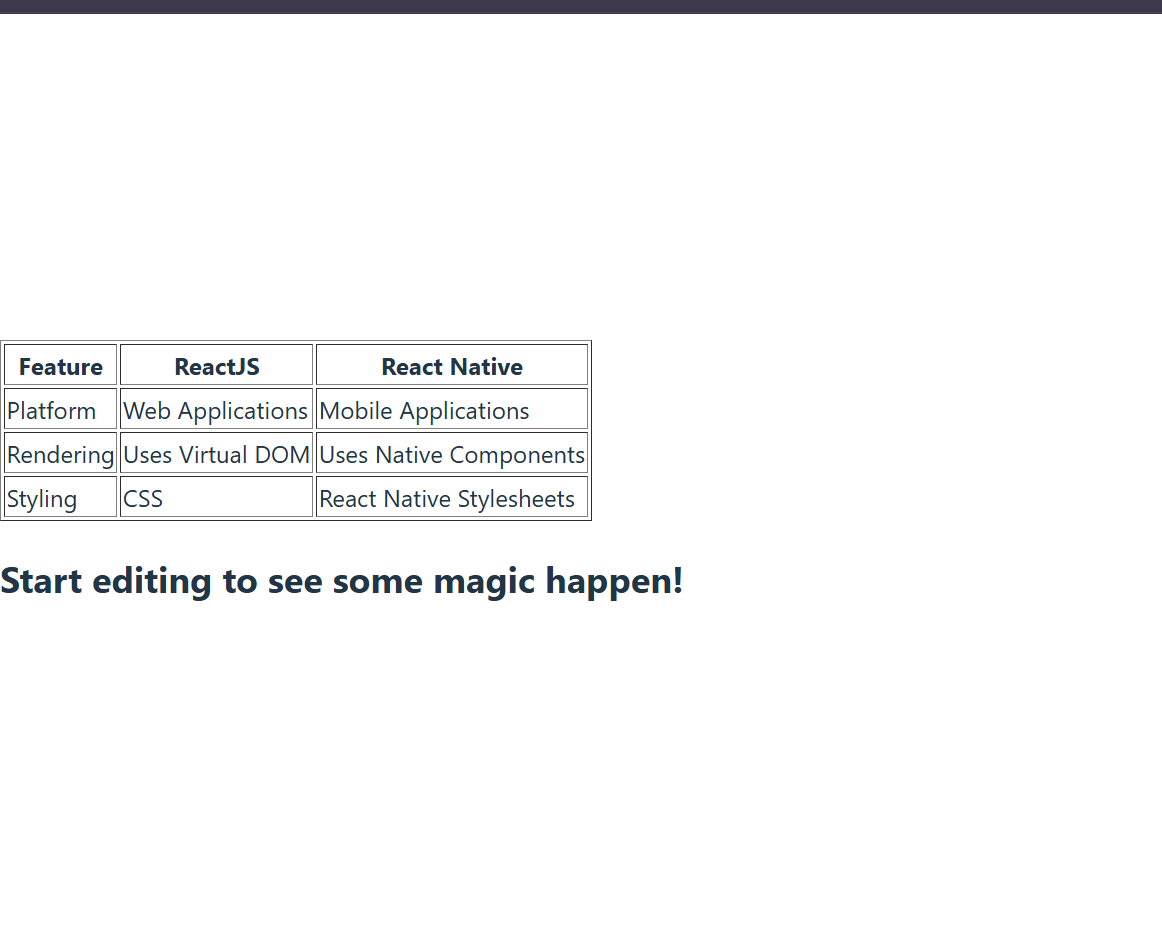 Feature ReactJS React Native
Platform Web Applications Mobile Applications
Rendering Uses Virtual DOM Uses Native Components
Styling CSS React Native Stylesheets
Start editing to see some magic happen!